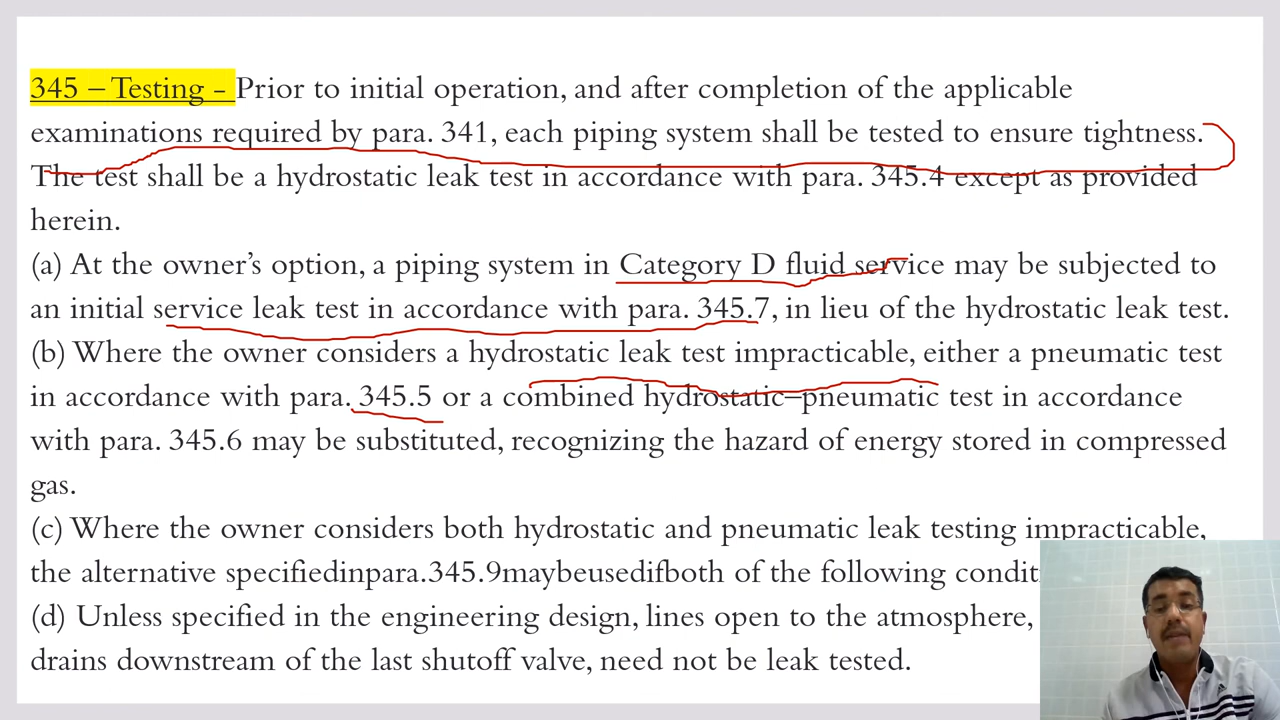 345 – Testing - Prior to initial operation, and after completion of the applicable
examinations required by para. 341, each piping system shall be tested to ensure tightness.
The test shall be a hydrostatic leak test in accordance with para. 345.4 except as provided
herein.
(a) At the owner's option, a piping system in Category D fluid service may be subjected to
an initial service leak test in accordance with para. 345.7, in lieu of the hydrostatic leak test.
(b) Where the owner considers a hydrostatic leak test impracticable, either a pneumatic test
in accordance with para. 345.5 or a combined hydrostatic–pneumatic test in accordance
with para. 345.6 may be substituted, recognizing the hazard of energy stored in compressed
gas.
(c) Where the owner considers both hydrostatic and pneumatic leak testing impracticable,
the alternative specifiedinpara.345.9maybeusedifboth of the following
(d) Unless specified in the engineering design, lines open to the atmosphere,
drains downstream of the last shutoff valve, need not be leak tested.